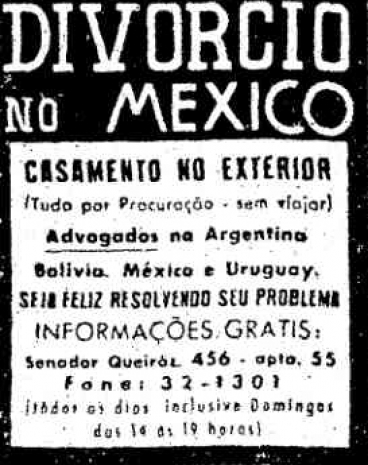 DIVORCIO
NO MEXICO
CASAMENTO NO EXTERIOR
(Tudo por Procuração - sem viajar)
Advogados na Argentina
Bolivia, México e Uruguay.
SEJA FELIZ RESOLVENDO SEU PROBLEMA
INFORMAÇÕES GRATIS:
Senador Queiróz, 456 - apto. 55
Fone: 32-1301
(todos os dias inclusive Domingos
das 14 as 19 horas)